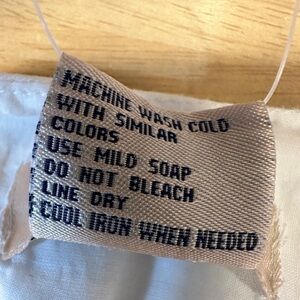 MACHINE WASH COLD
WITH SIMILAR
COLORS
USE MILD SOAP
DO NOT BLEACH
LINE DRY
COOL IRON WHEN NEEDED